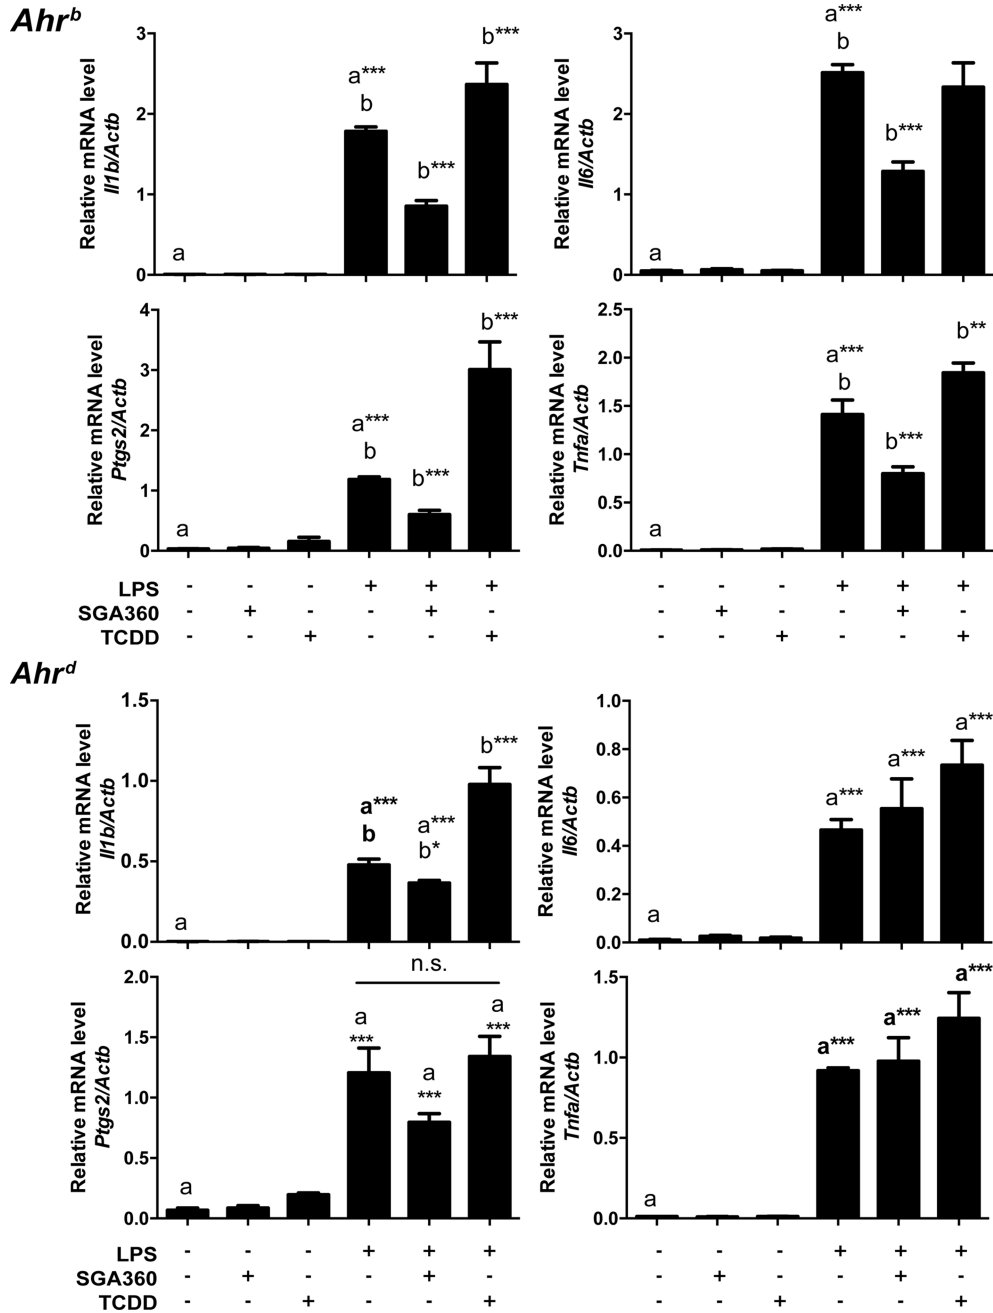 Ahrᵇ
Relative mRNA level
Il1b/Actb
3
2
1
0
a
a***
b
b***
b***
Relative mRNA level
Il6/Actb
3
2
1
0
a
a***
b
b***
Relative mRNA level
Ptgs2/Actb
4
3
2
1
0
a
a***
b
b***
b***
Relative mRNA level
Tnfa/Actb
2.5
2.0
1.5
1.0
0.5
0.0
a
a***
b
b***
b**
LPS - - - + + + - - - + + +
SGA360 - + - - + - - + - - + -
TCDD - - + - - + - - + - - +
Ahrᵈ
Relative mRNA level
Il1b/Actb
1.5
1.0
0.5
0.0
a
a***
b
a***
b*
b***
Relative mRNA level
Il6/Actb
1.0
0.8
0.6
0.4
0.2
0.0
a
a***
a***
a***
Relative mRNA level
Ptgs2/Actb
2.0
1.5
1.0
0.5
0.0
n.s.
a
a
***
a
***
a
***
Relative mRNA level
Tnfa/Actb
1.5
1.0
0.5
0.0
a
a***
a***
a***
LPS - - - + + + - - - + + +
SGA360 - + - - + - - + - - + -
TCDD - - + - - + - - + - - +